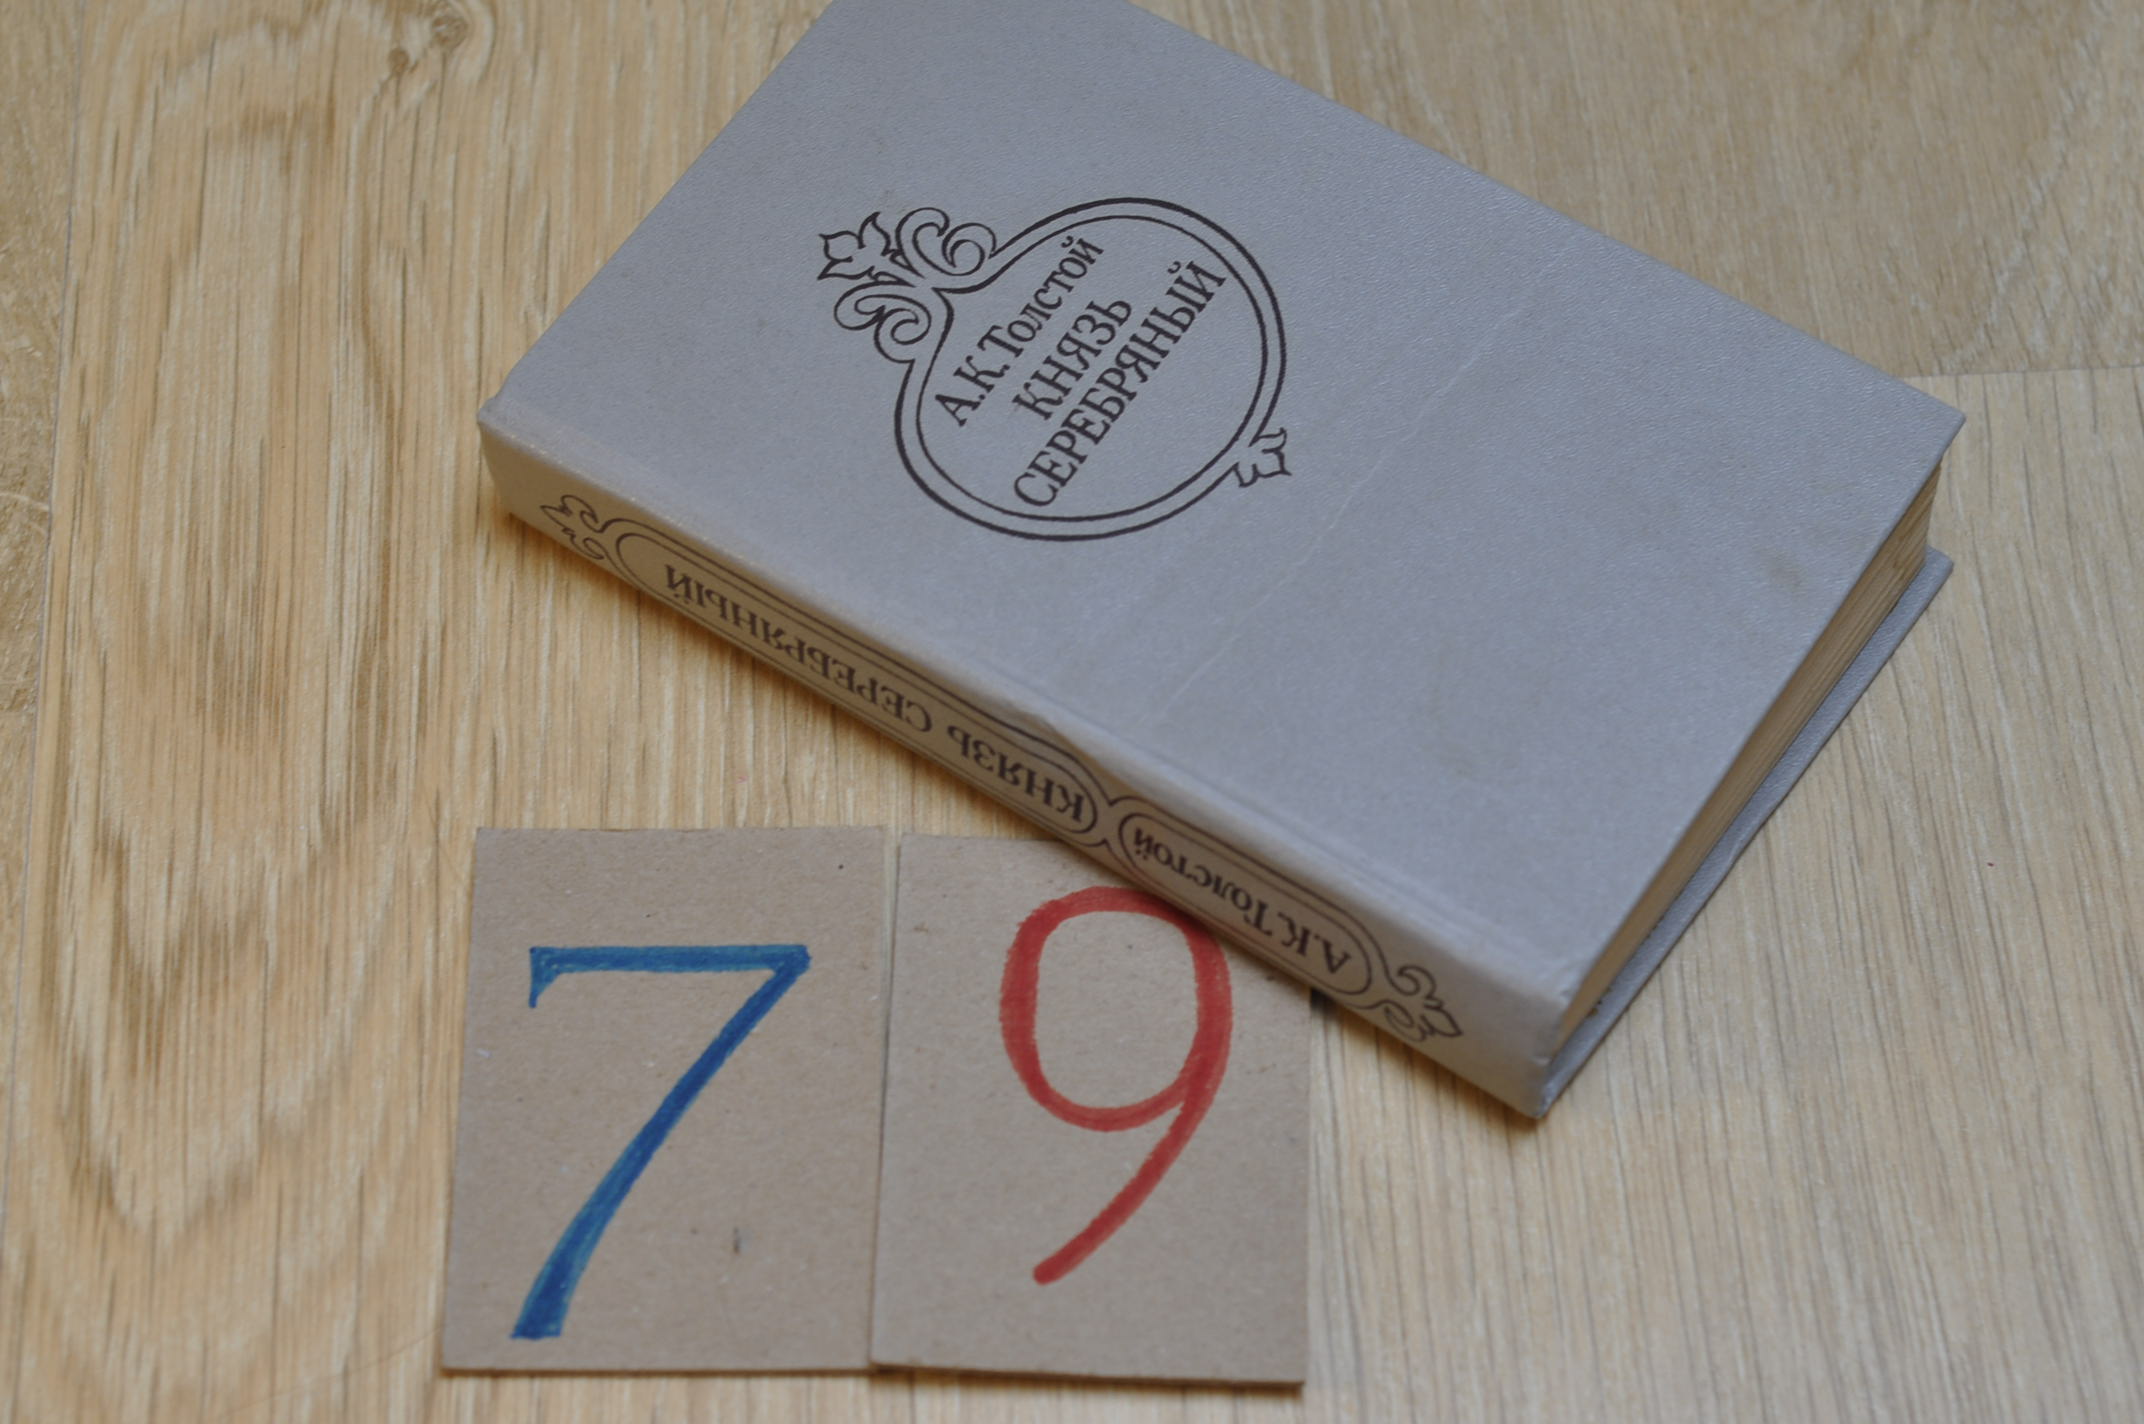 А.К.Толстой
КНЯЗЬ
СЕРЕБРЯНЫЙ
А.К.Толстой КНЯЗЬ СЕРЕБРЯНЫЙ
7 9